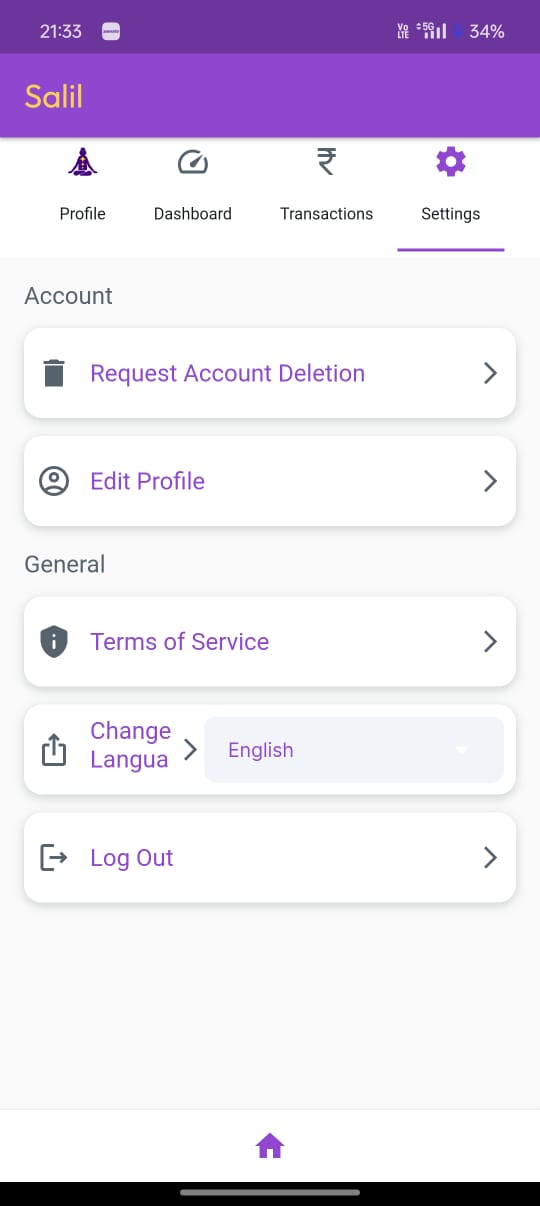 21:33
Vo LTE 5G 34%
Salil
Profile Dashboard Transactions Settings
Account
Request Account Deletion
Edit Profile
General
Terms of Service
Change
Langua
English
Log Out